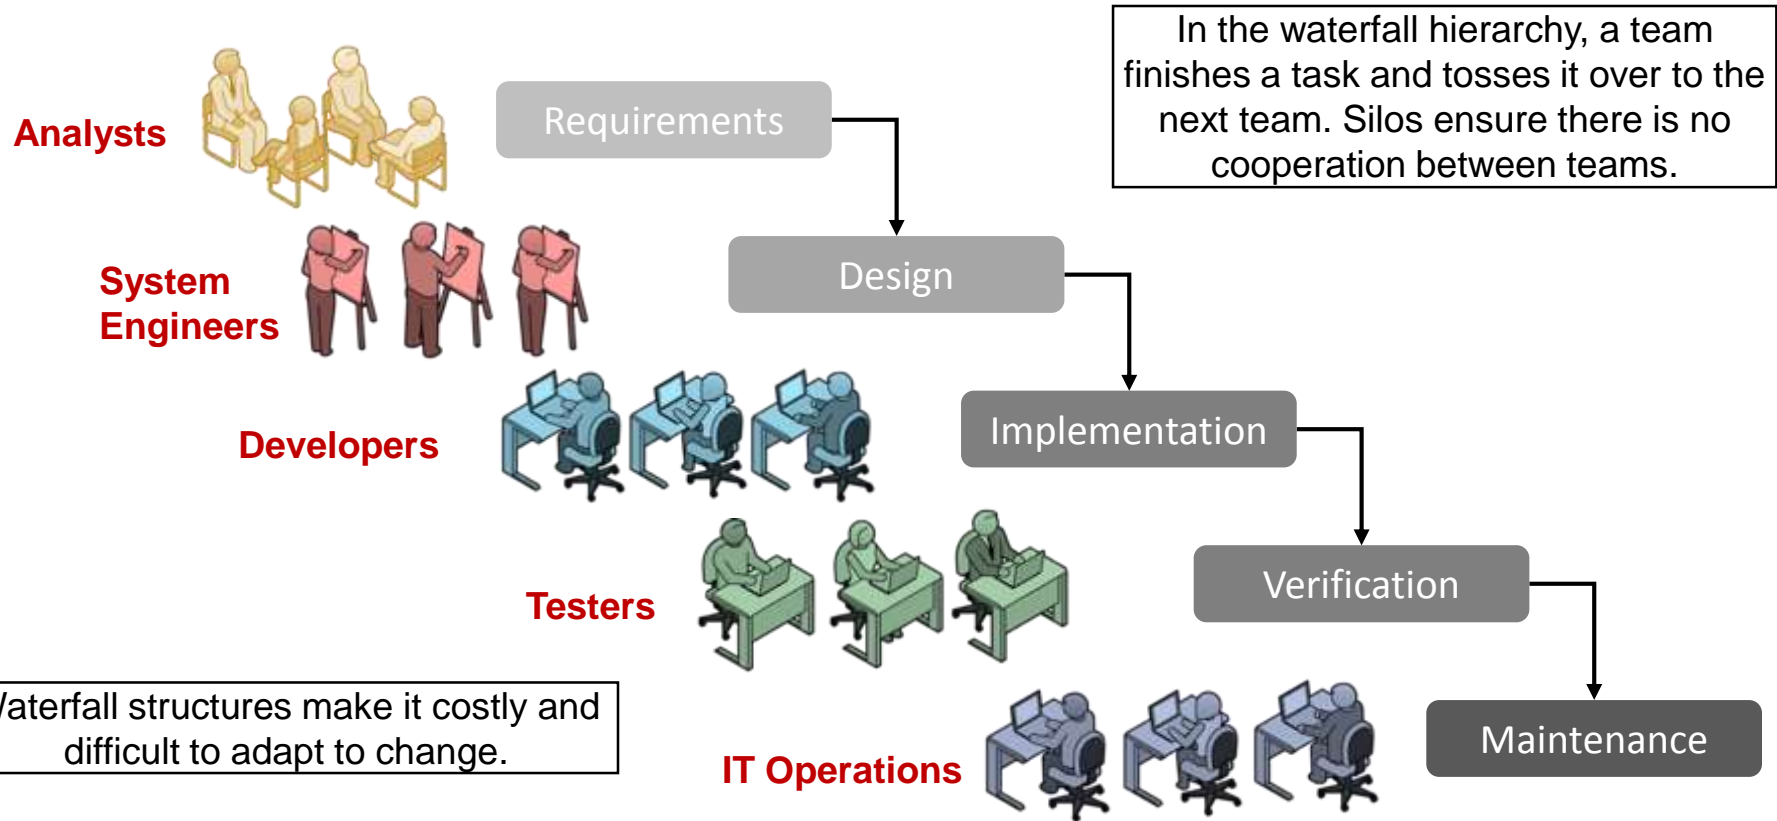 In the waterfall hierarchy, a team
finishes a task and tosses it over to the
next team. Silos ensure there is no
cooperation between teams.
Analysts
Requirements
System
Engineers
Design
Developers
Implementation
Testers
Verification
Waterfall structures make it costly and
difficult to adapt to change.
IT Operations
Maintenance